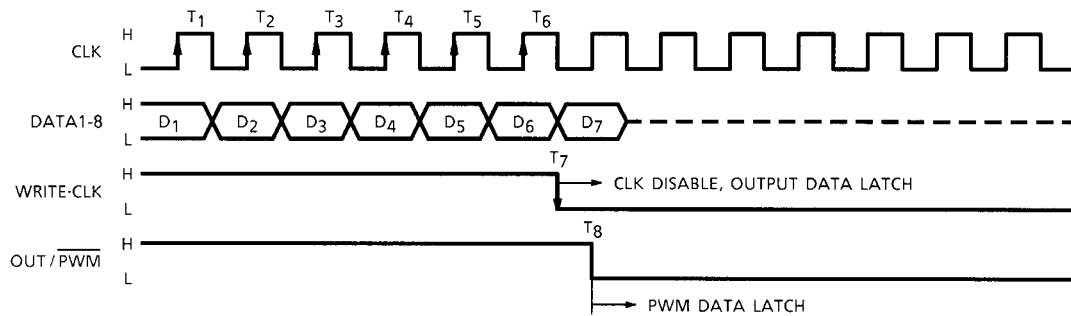 T1 T2 T3 T4 T5 T6
H
CLK
L
H
DATA1-8 D1 D2 D3 D4 D5 D6 D7
L
T7
H
WRITE·CLK CLK DISABLE, OUTPUT DATA LATCH
L
T8
H
OUT/PWM
L
PWM DATA LATCH